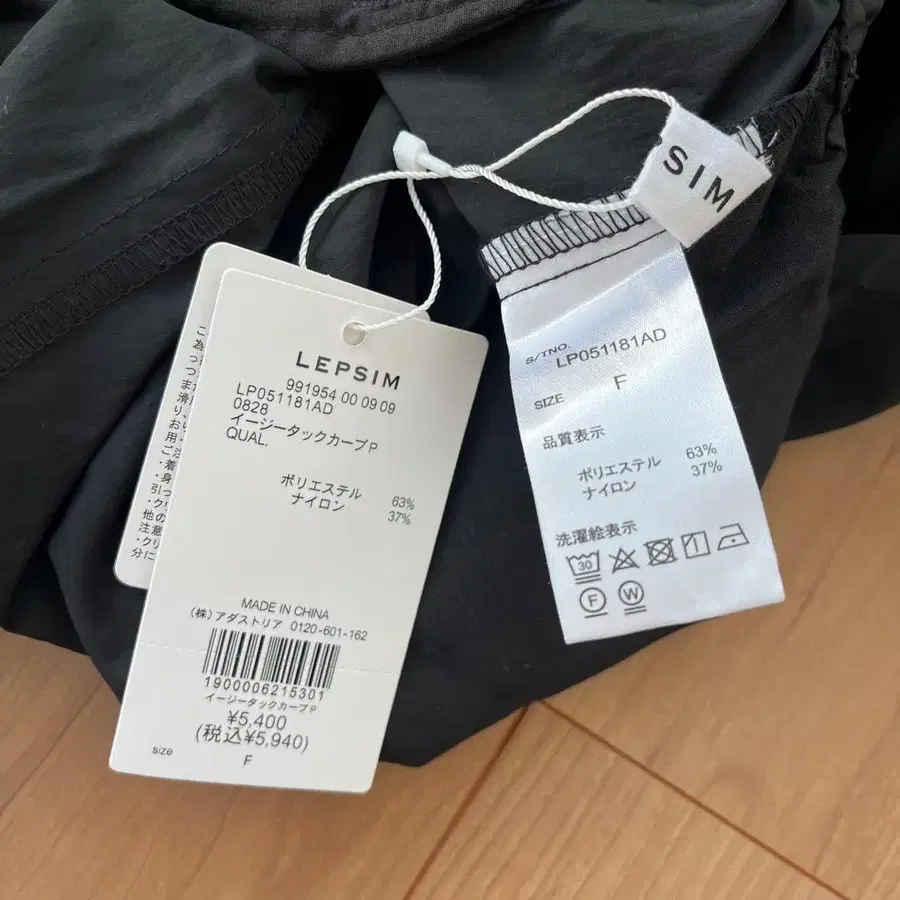 LEPSIM
991954 00 09 09
LP051181AD
0828
イージータックカーブP
QUAL.
ポリエステル 63%
ナイロン 37%
MADE IN CHINA
(株)アダストリア 0120-601-162
1900006215301
イージータックカーブP
¥5,400
(税込¥5,940)
size F
SIM
S/TNO.
LP051181AD
SIZE F
品質表示
ポリエステル 63%
ナイロン 37%
洗濯絵表示
30
F W